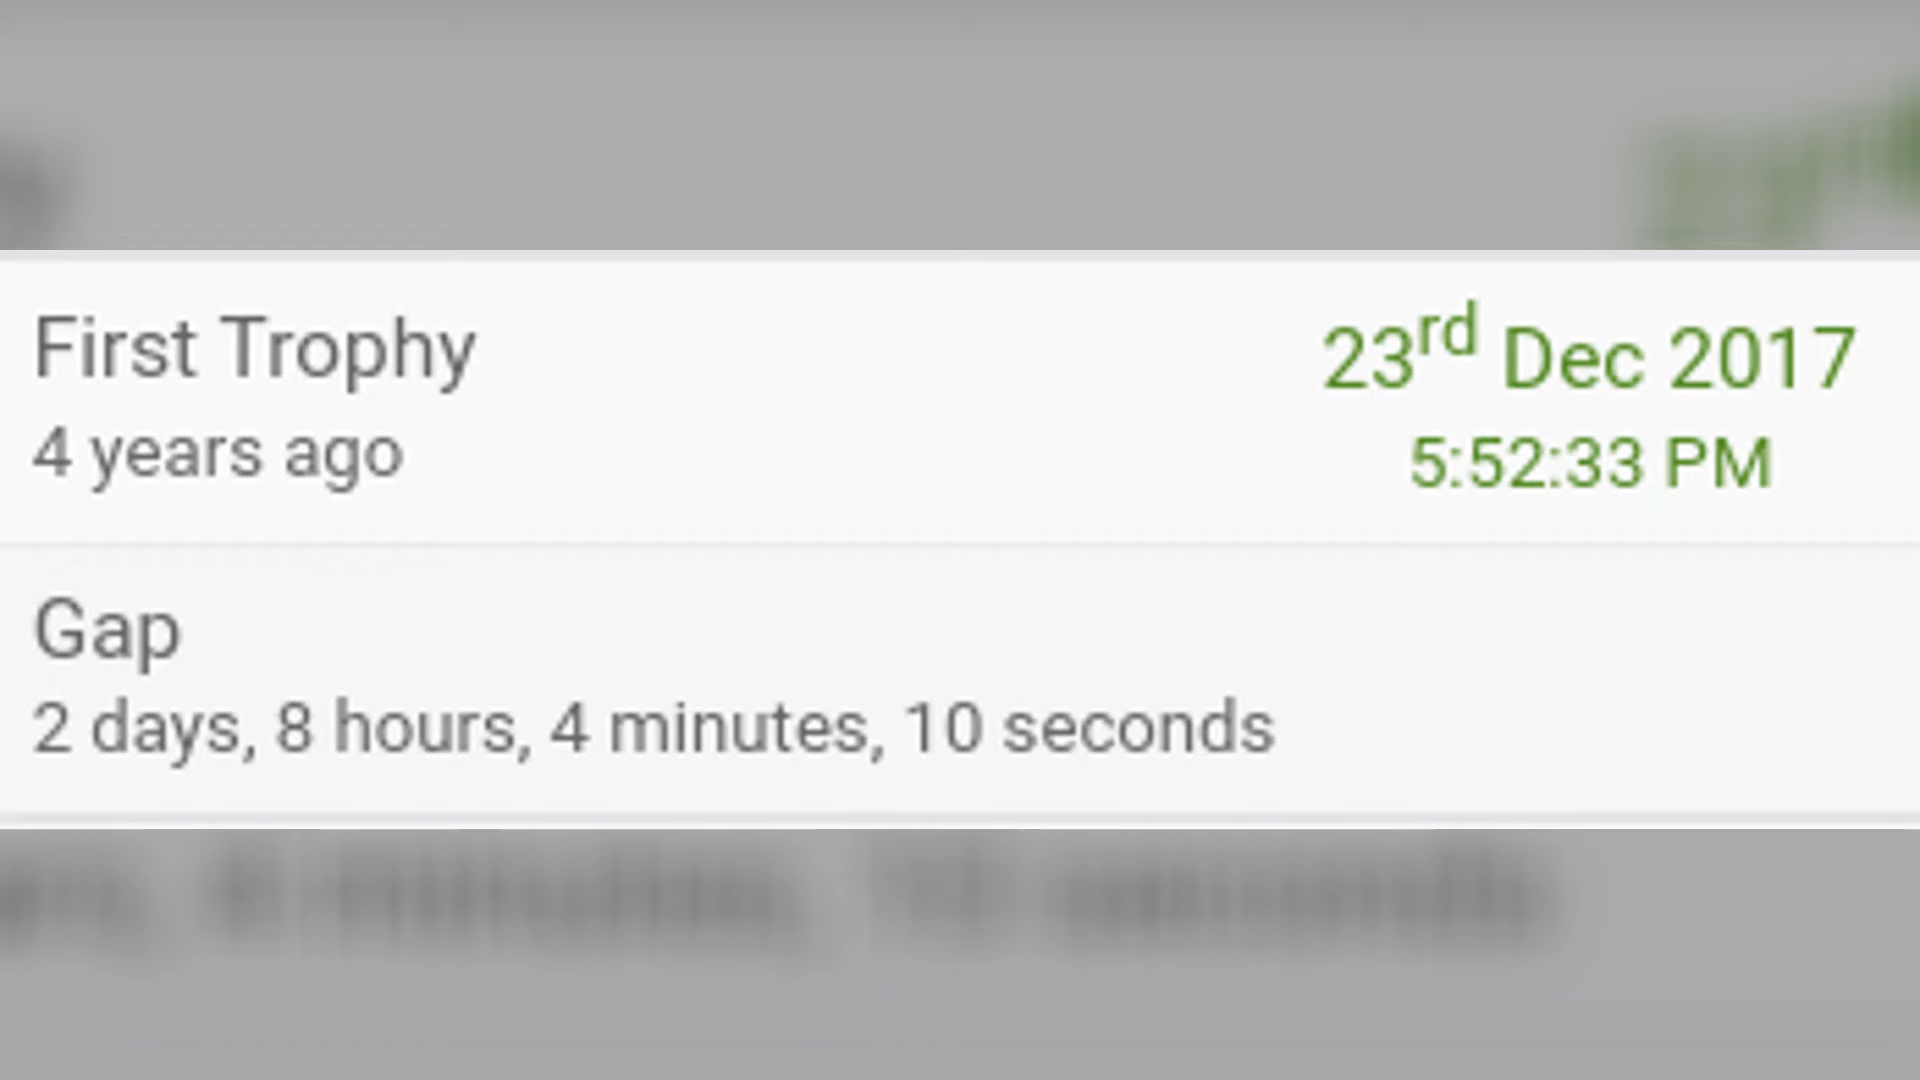 First Trophy
23rd Dec 2017
4 years ago
5:52:33 PM
Gap
2 days, 8 hours, 4 minutes, 10 seconds